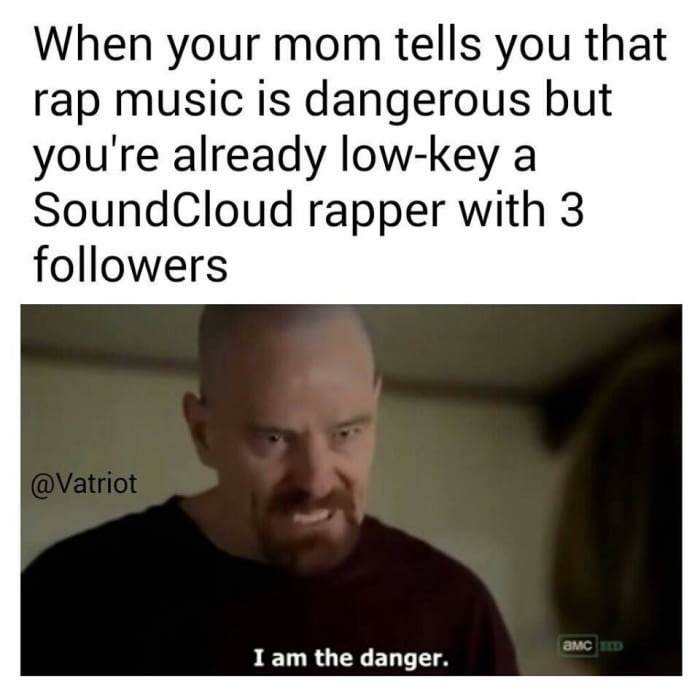 When your mom tells you that
rap music is dangerous but
you're already low-key a
SoundCloud rapper with 3
followers
@Vatriot
I am the danger.
amc HD